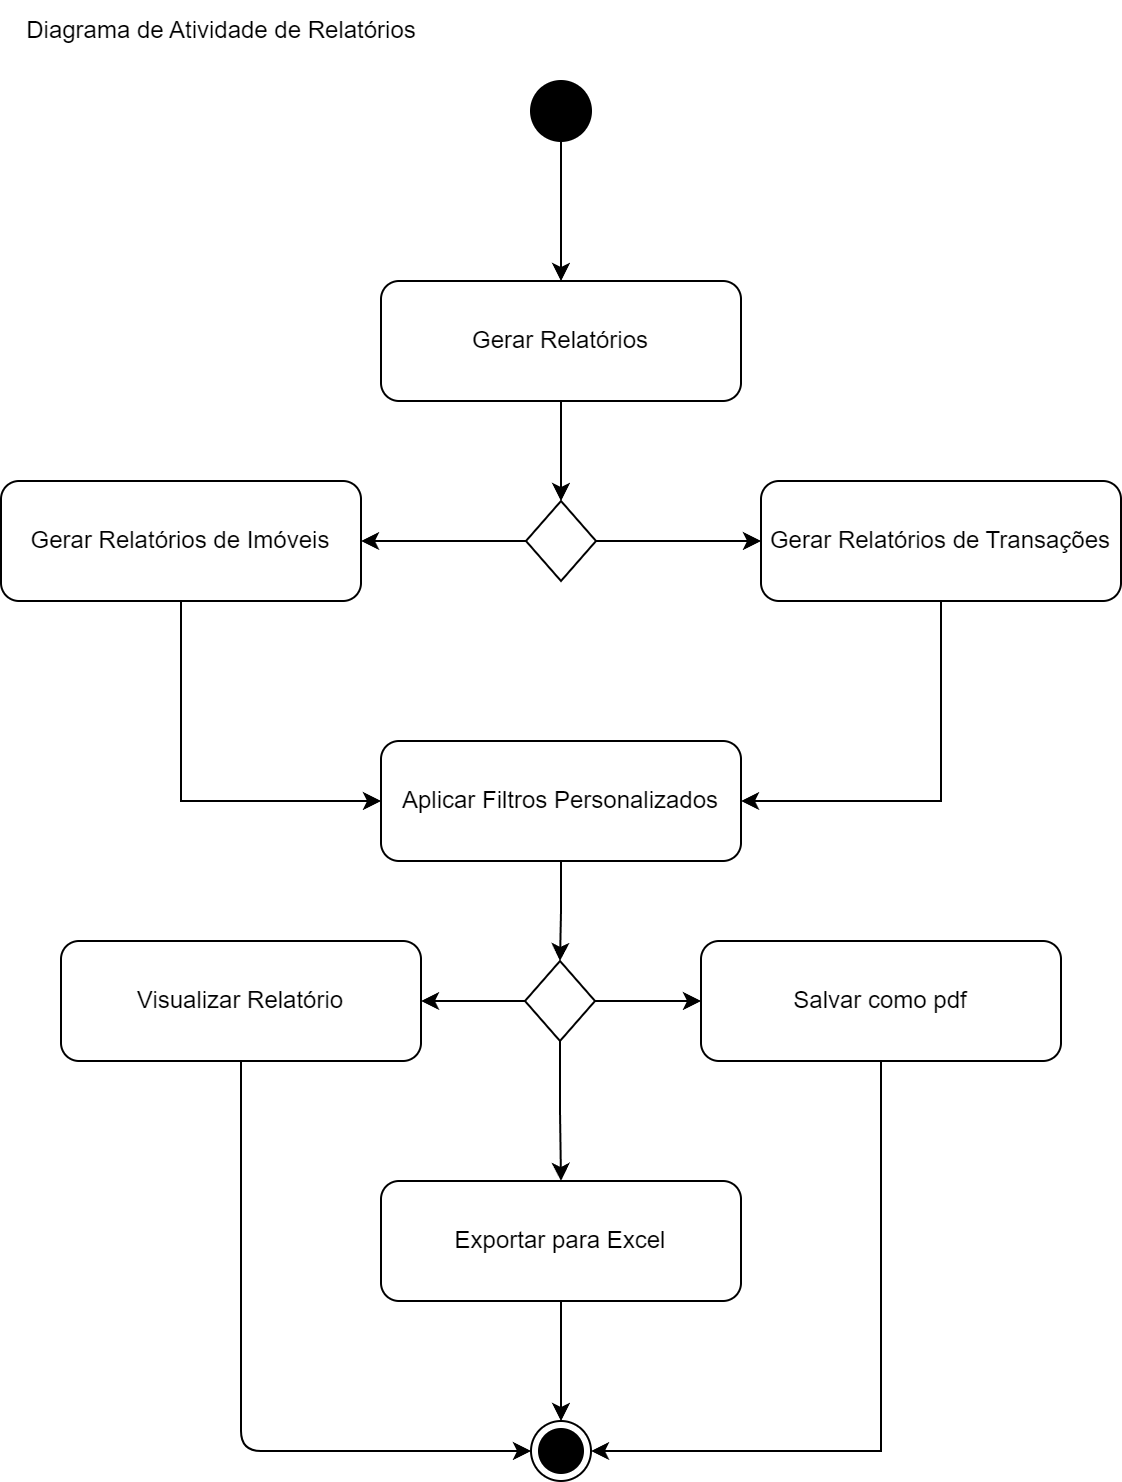 Diagrama de Atividade de Relatórios
Gerar Relatórios
Gerar Relatórios de Imóveis
Gerar Relatórios de Transações
Aplicar Filtros Personalizados
Visualizar Relatório
Salvar como pdf
Exportar para Excel